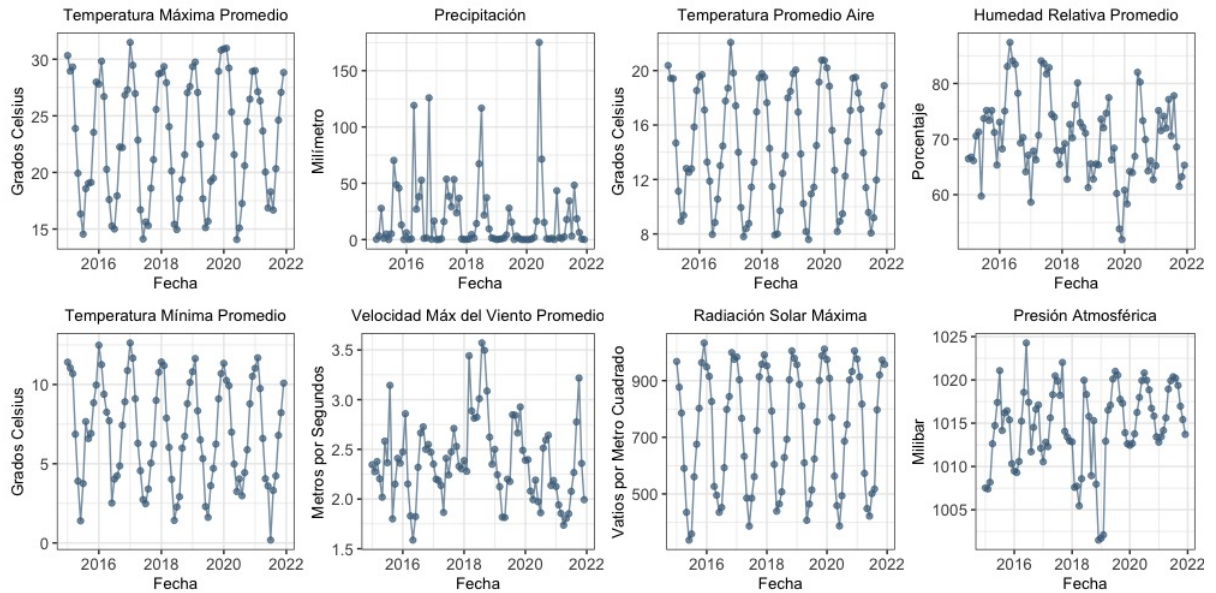 Temperatura Máxima Promedio
Grados Celsius
30
25
20
15
2016 2018 2020 2022
Fecha
Precipitación
Milímetro
150
100
50
0
2016 2018 2020 2022
Fecha
Temperatura Promedio Aire
Grados Celsius
20
16
12
8
2016 2018 2020 2022
Fecha
Humedad Relativa Promedio
Porcentaje
80
70
60
2016 2018 2020 2022
Fecha
Temperatura Mínima Promedio
Grados Celsius
10
5
0
2016 2018 2020 2022
Fecha
Velocidad Máx del Viento Promedio
Metros por Segundos
3.5
3.0
2.5
2.0
1.5
2016 2018 2020 2022
Fecha
Radiación Solar Máxima
Vatios por Metro Cuadrado
900
700
500
2016 2018 2020 2022
Fecha
Presión Atmosférica
Milibar
1025
1020
1015
1010
1005
2016 2018 2020 2022
Fecha